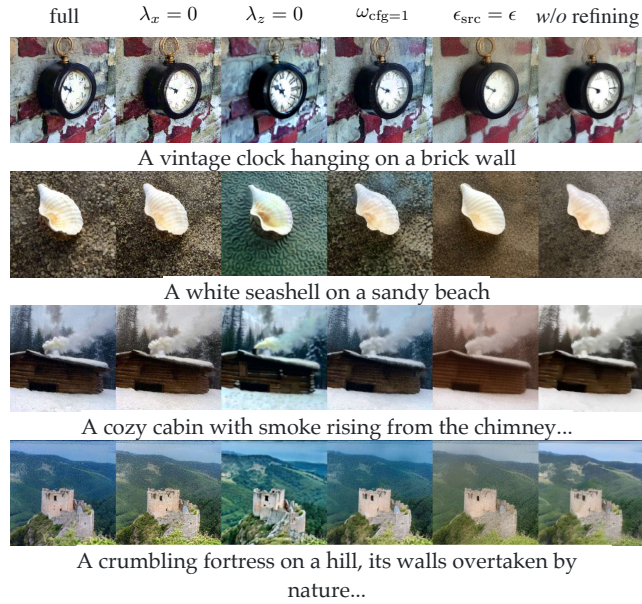 full λ_x = 0 λ_z = 0 ω_cfg=1 ϵ_src = ϵ w/o refining
A vintage clock hanging on a brick wall
A white seashell on a sandy beach
A cozy cabin with smoke rising from the chimney...
A crumbling fortress on a hill, its walls overtaken by
nature...